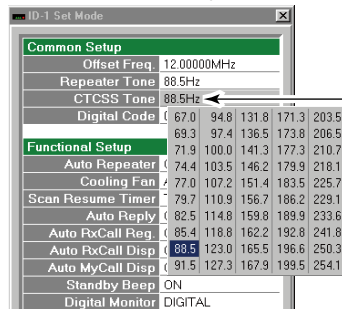 ID-1 Set Mode
Common Setup
Offset Freq. 12.00000MHz
Repeater Tone 88.5Hz
CTCSS Tone 88.5Hz
Digital Code
67.0 94.8 131.8 171.3 203.5
69.3 97.4 136.5 173.8 206.5
Functional Setup
71.9 100.0 141.3 177.3 210.7
Auto Repeater
74.4 103.5 146.2 179.9 218.1
Cooling Fan
77.0 107.2 151.4 183.5 225.7
Scan Resume Timer
79.7 110.9 156.7 186.2 229.1
Auto Reply
82.5 114.8 159.8 189.9 233.6
Auto RxCall Reg.
85.4 118.8 162.2 192.8 241.8
Auto RxCall Disp
88.5 123.0 165.5 196.6 250.3
Auto MyCall Disp
91.5 127.3 167.9 199.5 254.1
Standby Beep ON
Digital Monitor DIGITAL